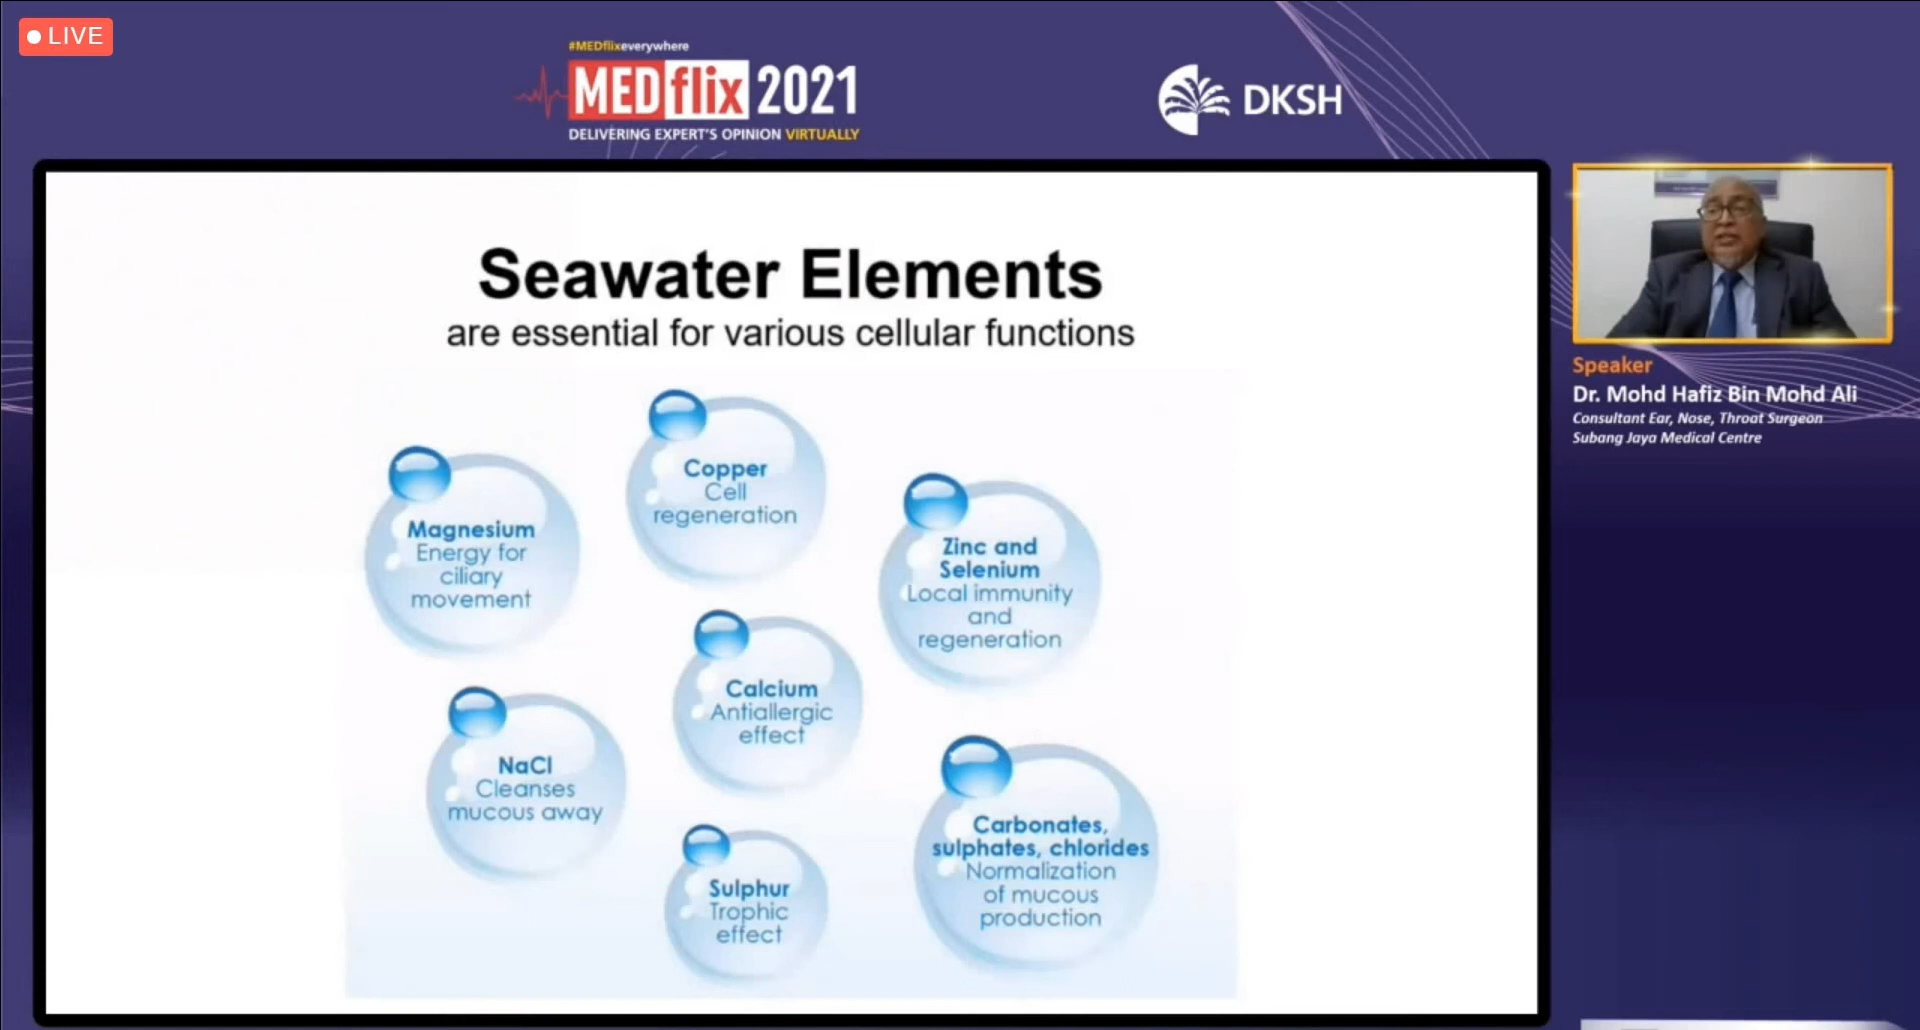 LIVE
#MEDflixeverywhere
MEDflix 2021
DELIVERING EXPERT'S OPINION VIRTUALLY
DKSH
Seawater Elements
are essential for various cellular functions
Magnesium
Energy for
ciliary
movement
Copper
Cell
regeneration
Zinc and
Selenium
Local immunity
and
regeneration
Calcium
Antiallergic
effect
NaCl
Cleanses
mucous away
Sulphur
Trophic
effect
Carbonates,
sulphates, chlorides
Normalization
of mucous
production
Speaker
Dr. Mohd Hafiz Bin Mohd Ali
Consultant Ear, Nose, Throat Surgeon
Subang Jaya Medical Centre